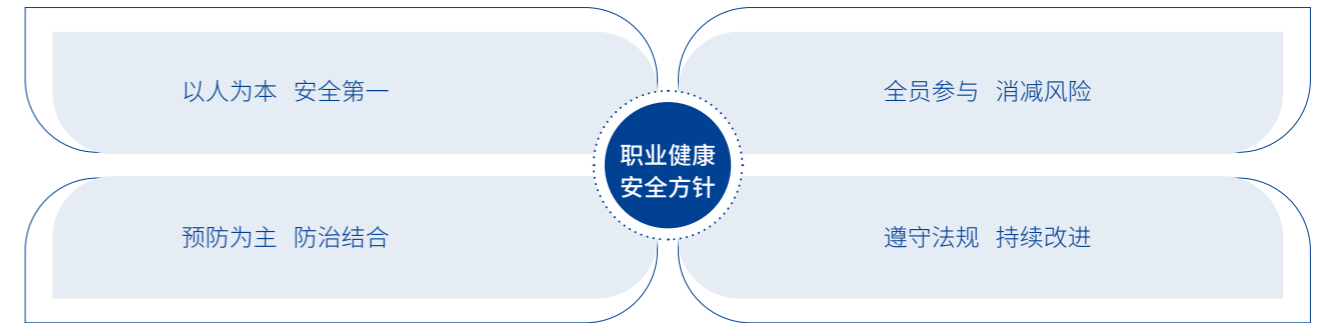 以人为本 安全第一
全员参与 消减风险
职业健康
安全方针
预防为主 防治结合
遵守法规 持续改进